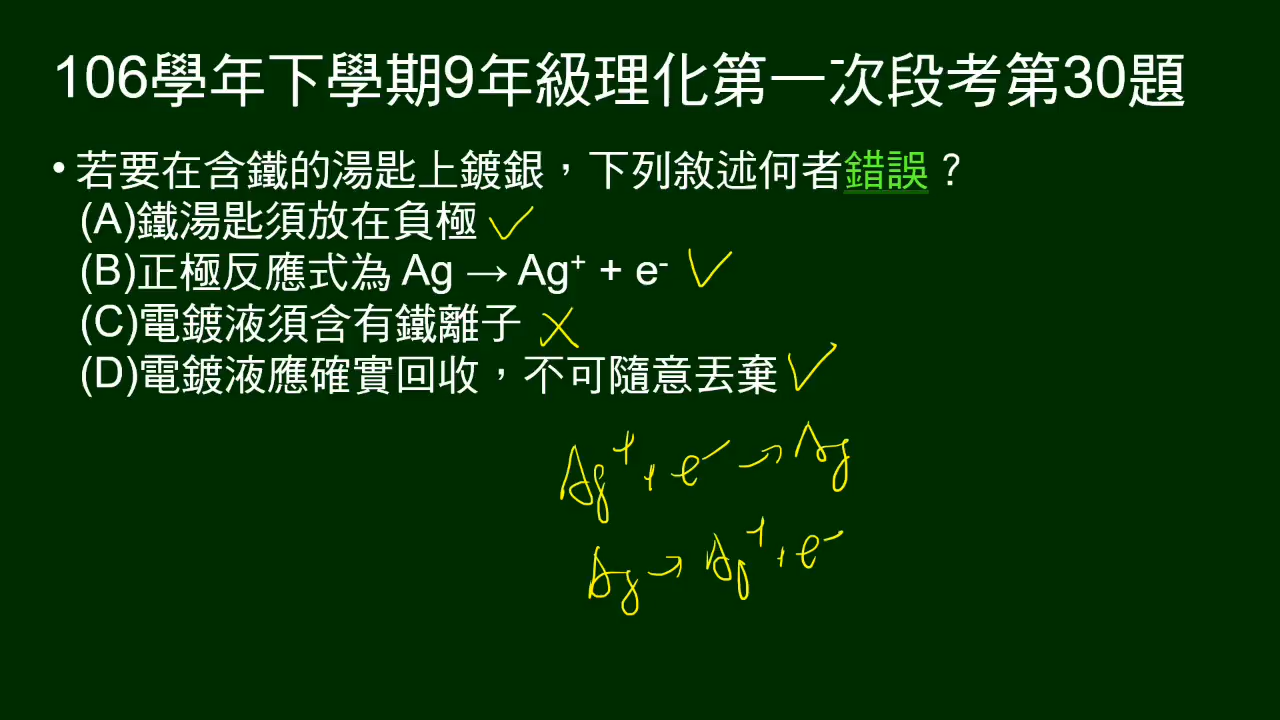 106學年下學期9年級理化第一次段考第30題
• 若要在含鐵的湯匙上鍍銀，下列敘述何者錯誤？
(A)鐵湯匙須放在負極 ✓
(B)正極反應式為 Ag → Ag⁺ + e⁻ ✓
(C)電鍍液須含有鐵離子 ✗
(D)電鍍液應確實回收，不可隨意丟棄 ✓
Ag⁺ + e⁻ → Ag
Ag → Ag⁺ + e⁻